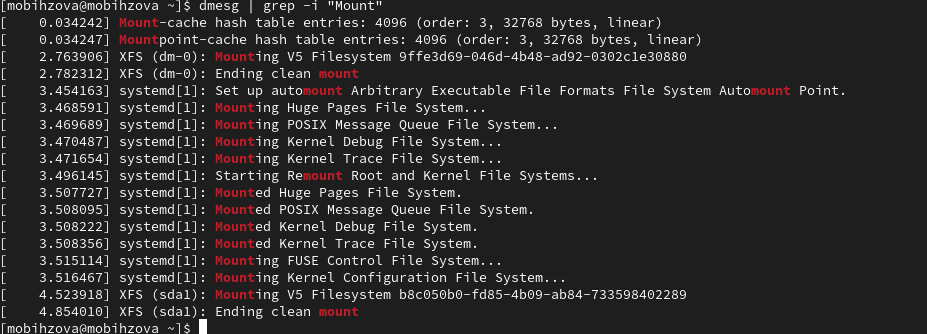 [mobihzova@mobihzova ~]$ dmesg | grep -i "Mount"
[    0.034242] Mount-cache hash table entries: 4096 (order: 3, 32768 bytes, linear)
[    0.034247] Mountpoint-cache hash table entries: 4096 (order: 3, 32768 bytes, linear)
[    2.763906] XFS (dm-0): Mounting V5 Filesystem 9ffe3d69-046d-4b48-ad92-0302c1e30880
[    2.782312] XFS (dm-0): Ending clean mount
[    3.454163] systemd[1]: Set up automount Arbitrary Executable File Formats File System Automount Point.
[    3.468591] systemd[1]: Mounting Huge Pages File System...
[    3.469689] systemd[1]: Mounting POSIX Message Queue File System...
[    3.470487] systemd[1]: Mounting Kernel Debug File System...
[    3.471654] systemd[1]: Mounting Kernel Trace File System...
[    3.496145] systemd[1]: Starting Remount Root and Kernel File Systems...
[    3.507727] systemd[1]: Mounted Huge Pages File System.
[    3.508095] systemd[1]: Mounted POSIX Message Queue File System.
[    3.508222] systemd[1]: Mounted Kernel Debug File System.
[    3.508356] systemd[1]: Mounted Kernel Trace File System.
[    3.515114] systemd[1]: Mounting FUSE Control File System...
[    3.516467] systemd[1]: Mounting Kernel Configuration File System...
[    4.523918] XFS (sda1): Mounting V5 Filesystem b8c050b0-fd85-4b09-ab84-733598402289
[    4.854010] XFS (sda1): Ending clean mount
[mobihzova@mobihzova ~]$